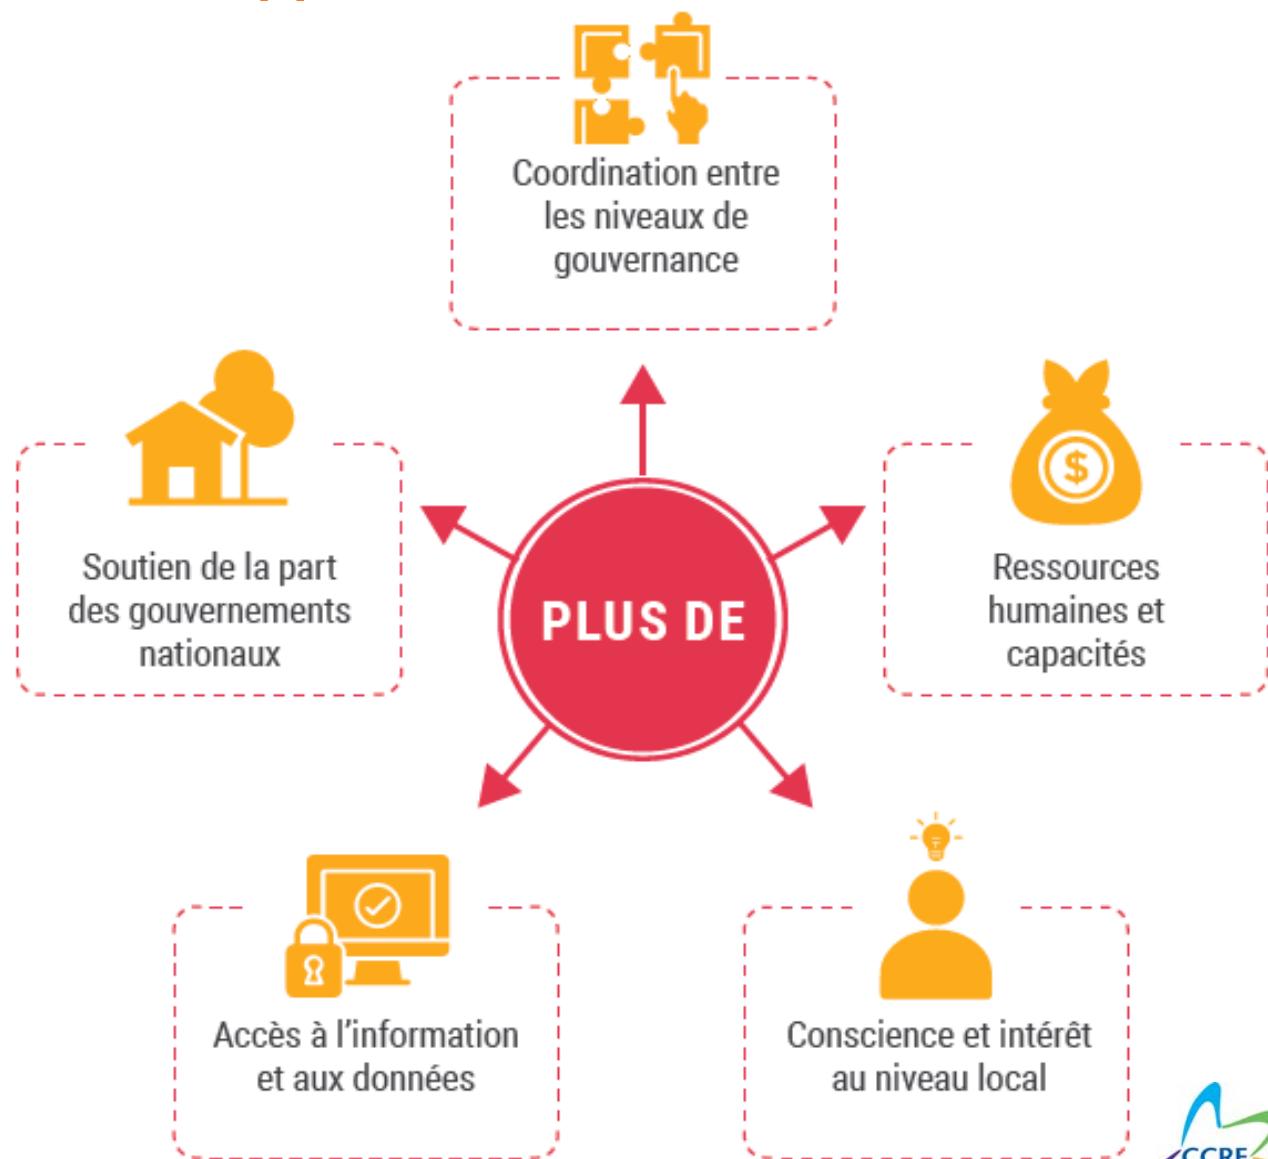 Coordination entre
les niveaux de
gouvernance
Soutien de la part
des gouvernements
nationaux
$
Ressources
humaines et
capacités
PLUS DE
Accès à l’information
et aux données
Conscience et intérêt
au niveau local
CCRE